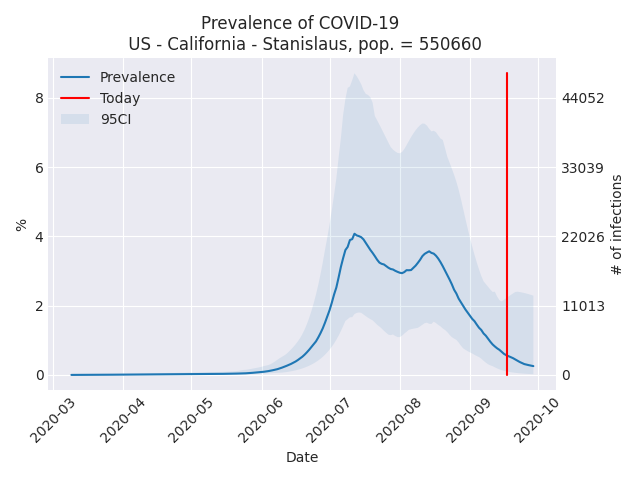 Prevalence of COVID-19
US - California - Stanislaus, pop. = 550660
Prevalence
Today
95CI
8
6
4
2
0
%
44052
33039
22026
11013
0
# of infections
2020-03
2020-04
2020-05
2020-06
2020-07
2020-08
2020-09
2020-10
Date